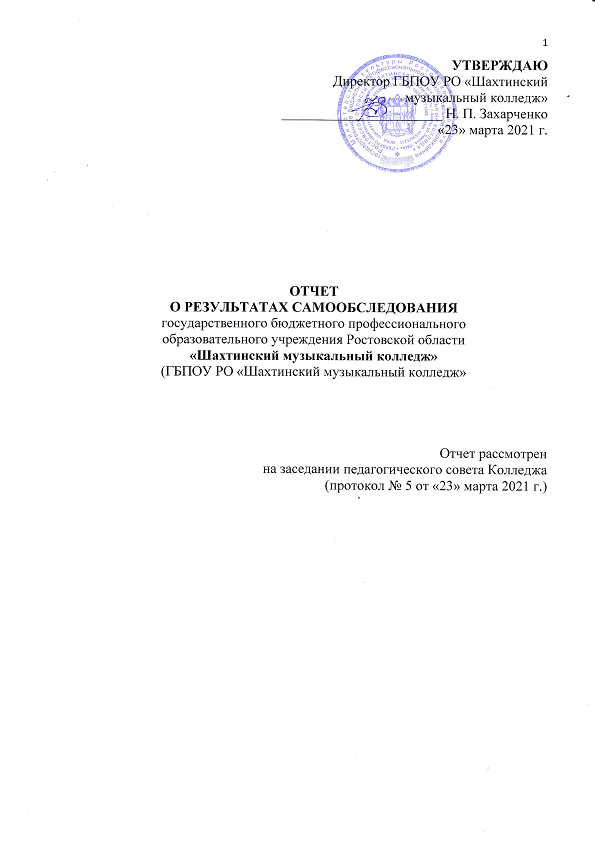 1
УТВЕРЖДАЮ
Директор ГБПОУ РО «Шахтинский
музыкальный колледж»
Н. П. Захарченко
«23» марта 2021 г.
ОТЧЕТ
О РЕЗУЛЬТАТАХ САМООБСЛЕДОВАНИЯ
государственного бюджетного профессионального
образовательного учреждения Ростовской области
«Шахтинский музыкальный колледж»
(ГБПОУ РО «Шахтинский музыкальный колледж»
Отчет рассмотрен
на заседании педагогического совета Колледжа
(протокол № 5 от «23» марта 2021 г.)